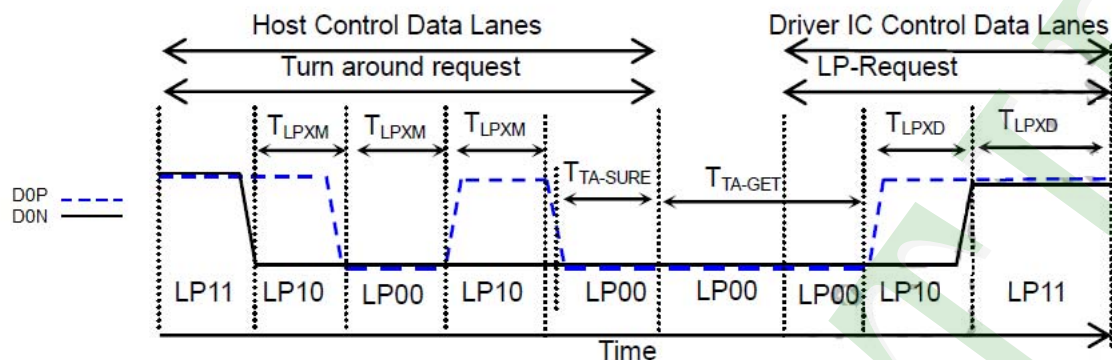 Host Control Data Lanes
Driver IC Control Data Lanes
Turn around request
LP-Request
TLPXM
TLPXM
TLPXM
TLPXD
TLPXD
TTA-SURE
TTA-GET
D0P
D0N
LP11
LP10
LP00
LP10
LP00
LP00
LP00
LP10
LP11
Time